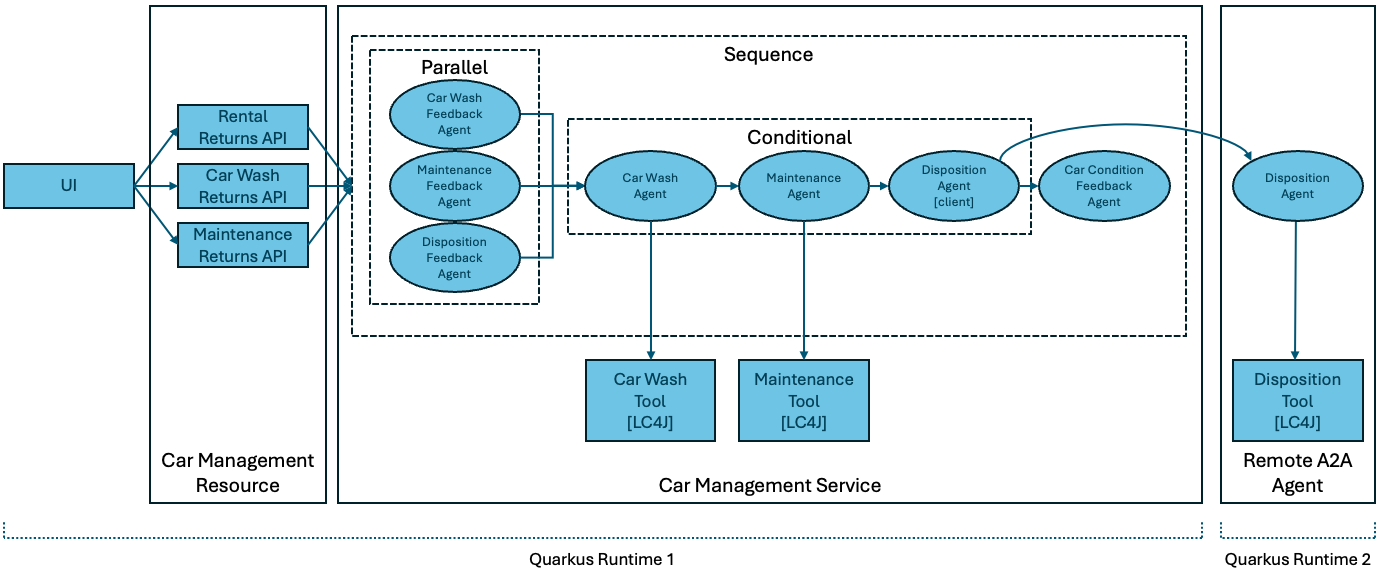 Sequence
Parallel
Car Wash
Feedback
Agent
Rental
Returns API
Conditional
UI
Car Wash
Returns API
Maintenance
Feedback
Agent
Car Wash
Agent
Maintenance
Agent
Disposition
Agent
[client]
Car Condition
Feedback
Agent
Disposition
Agent
Maintenance
Returns API
Disposition
Feedback
Agent
Car Wash
Tool
[LC4J]
Maintenance
Tool
[LC4J]
Disposition
Tool
[LC4J]
Car Management
Resource
Car Management Service
Remote A2A
Agent
Quarkus Runtime 1
Quarkus Runtime 2